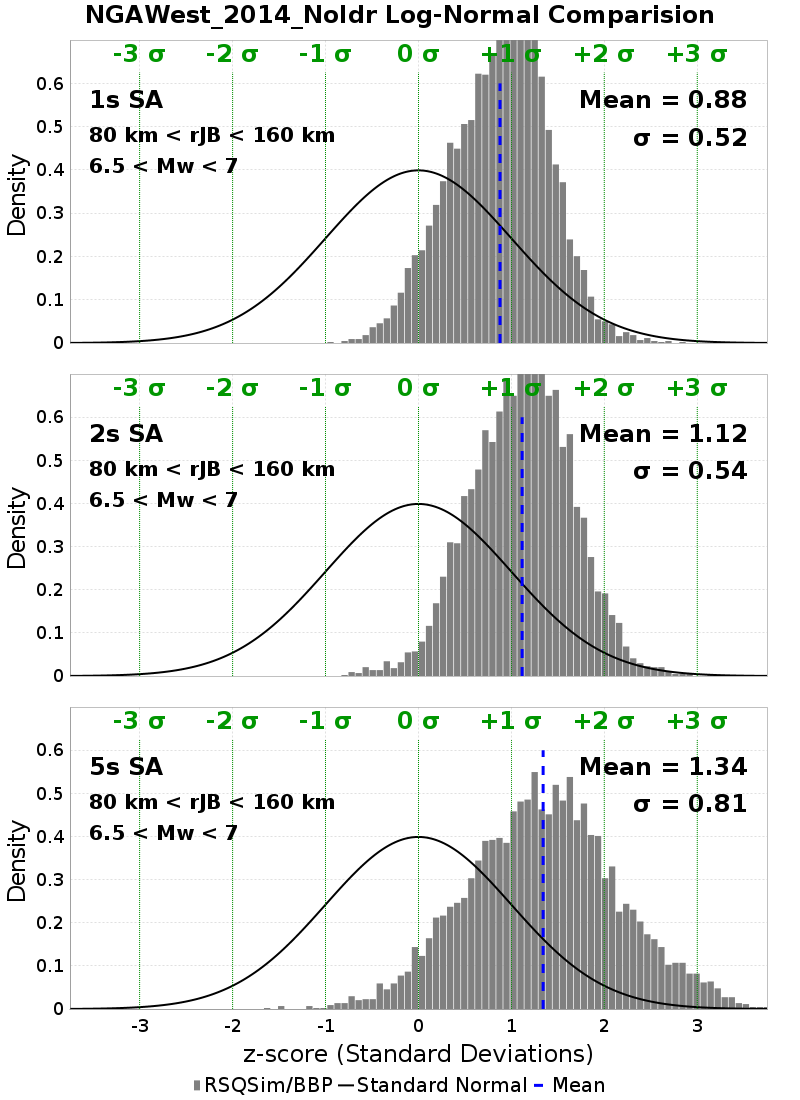 NGAWest_2014_NoIdr Log-Normal Comparision
-3 σ -2 σ -1 σ 0 σ +1 σ +2 σ +3 σ
1s SA Mean = 0.88
80 km < rJB < 160 km σ = 0.52
6.5 < Mw < 7
Density
0.6
0.5
0.4
0.3
0.2
0.1
0
-3 σ -2 σ -1 σ 0 σ +1 σ +2 σ +3 σ
2s SA Mean = 1.12
80 km < rJB < 160 km σ = 0.54
6.5 < Mw < 7
Density
0.6
0.5
0.4
0.3
0.2
0.1
0
-3 σ -2 σ -1 σ 0 σ +1 σ +2 σ +3 σ
5s SA Mean = 1.34
80 km < rJB < 160 km σ = 0.81
6.5 < Mw < 7
Density
0.6
0.5
0.4
0.3
0.2
0.1
0
-3 -2 -1 0 1 2 3
z-score (Standard Deviations)
RSQSim/BBP Standard Normal Mean